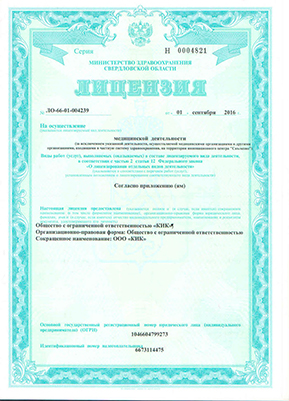 Серия Н 0004821
МИНИСТЕРСТВО ЗДРАВООХРАНЕНИЯ
СВЕРДЛОВСКОЙ ОБЛАСТИ
ЛИЦЕНЗИЯ
№ ЛО-66-01-004239 от 01 сентября 2016 г.
На осуществление
медицинской деятельности
(за исключением указанной деятельности, осуществляемой медицинскими организациями и другими
организациями, входящими в частную систему здравоохранения, на территории инновационного центра "Сколково")
Виды работ (услуг), выполняемых (оказываемых) в составе лицензируемого вида деятельности,
в соответствии с частью 2 статьи 12 Федерального закона
«О лицензировании отдельных видов деятельности»:
Согласно приложению (ям)
Настоящая лицензия предоставлена
Общество с ограниченной ответственностью «КИК»
Организационно-правовая форма: Общество с ограниченной ответственностью
Сокращенное наименование: ООО «КИК»
Основной государственный регистрационный номер юридического лица (индивидуального
предпринимателя) (ОГРН)
1046604799273
Идентификационный номер налогоплательщика
6673114475